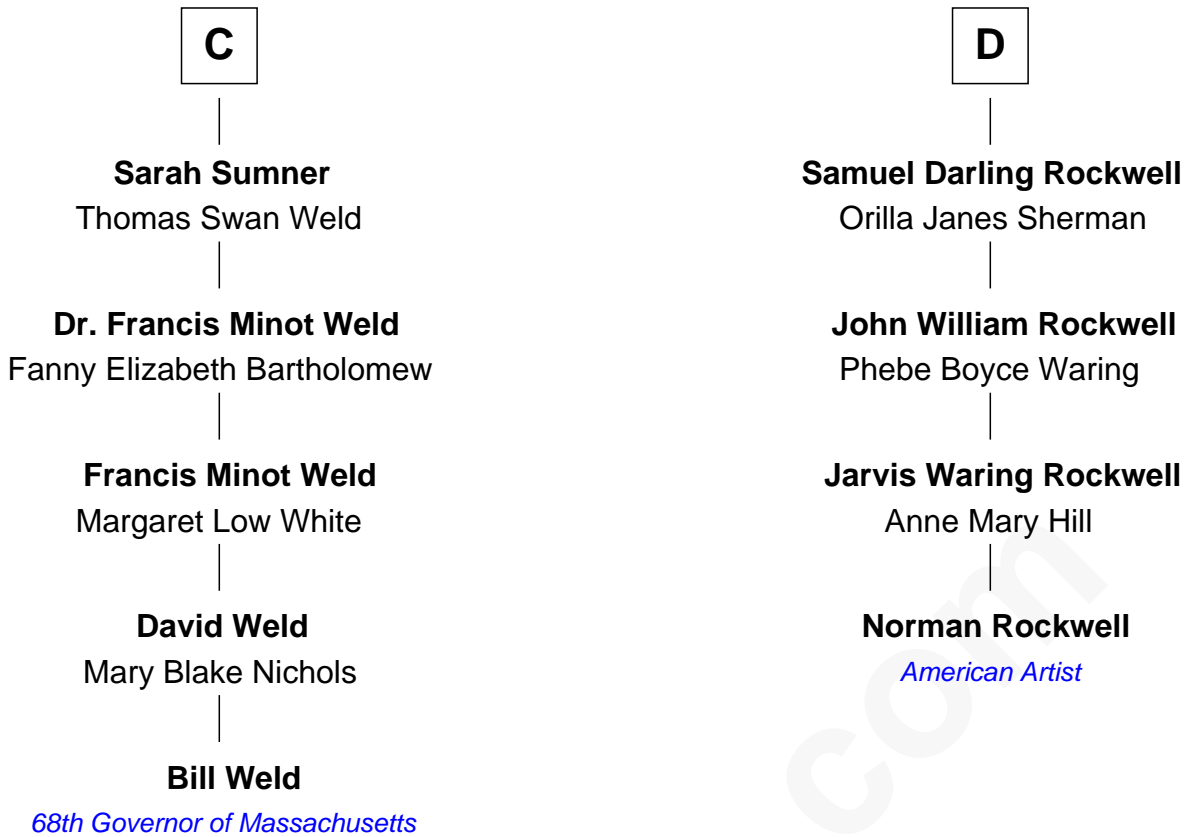 C
Sarah Sumner
Thomas Swan Weld
Dr. Francis Minot Weld
Fanny Elizabeth Bartholomew
Francis Minot Weld
Margaret Low White
David Weld
Mary Blake Nichols
Bill Weld
68th Governor of Massachusetts
D
Samuel Darling Rockwell
Orilla Janes Sherman
John William Rockwell
Phebe Boyce Waring
Jarvis Waring Rockwell
Anne Mary Hill
Norman Rockwell
American Artist
com